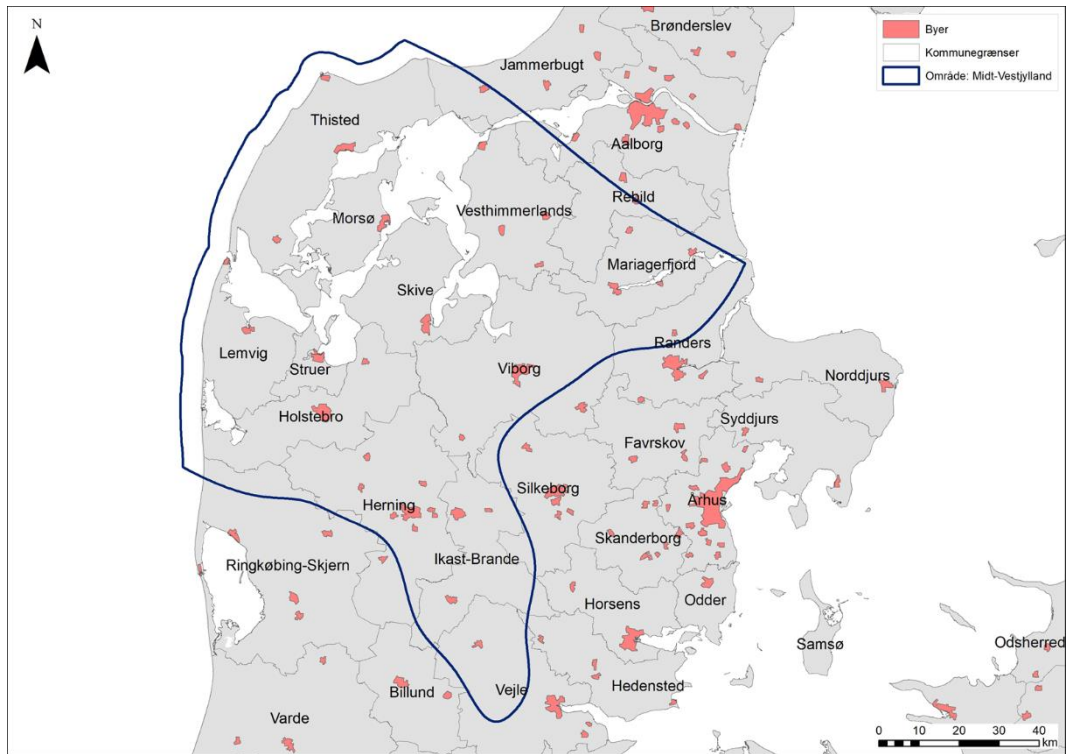 N
Byer
Kommunegrænser
Område: Midt-Vestjylland
Brønderslev
Jammerbugt
Thisted
Aalborg
Rebild
Morsø
Vesthimmerlands
Mariagerfjord
Skive
Randers
Lemvig
Struer
Viborg
Norddjurs
Holstebro
Syddjurs
Favrskov
Silkeborg
Herning
Århus
Skanderborg
Ikast-Brande
Ringkøbing-Skjern
Horsens
Odder
Samsø
Odsherred
Hedensted
Billund
Vejle
Varde
0 5 10 20 30 40
km